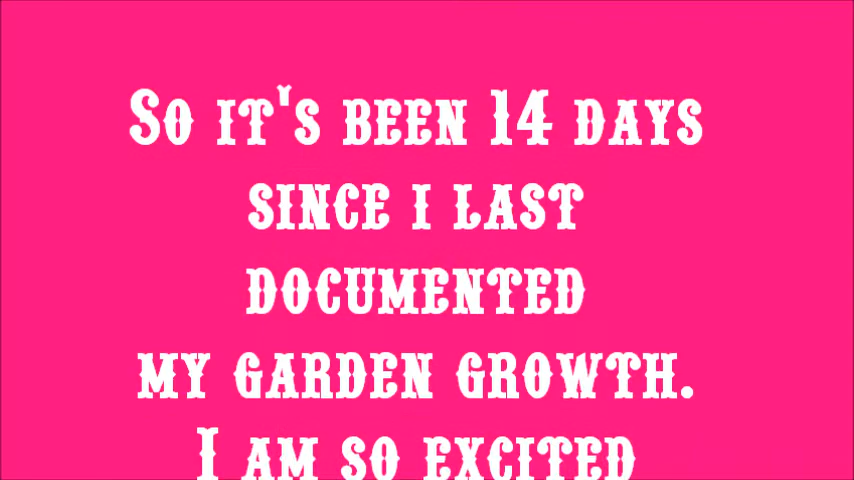 So it's been 14 days
since i last
documented
my garden growth.
I am so excited